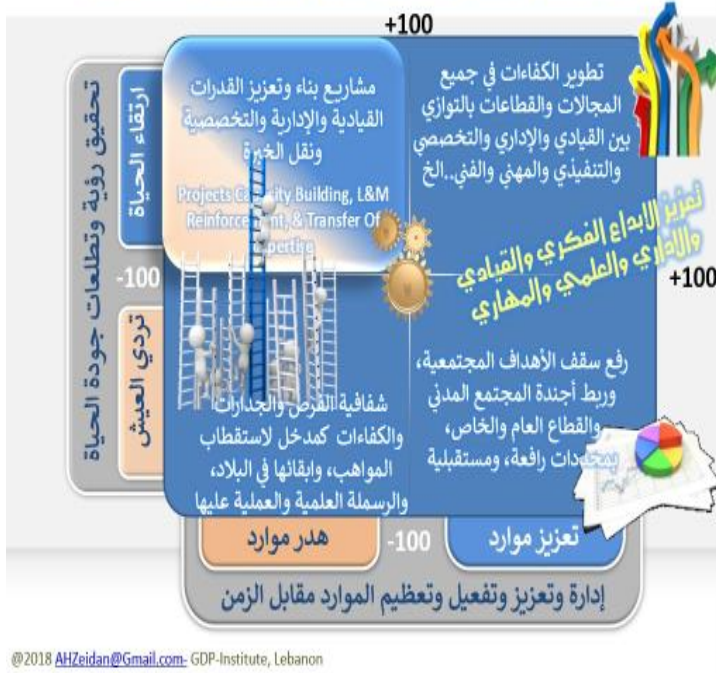 +100
تطوير الكفاءات في جميع
المجالات والقطاعات بالتوازي
بين القيادي والإداري والتخصصي
والتنفيذي والمهني والفني..الخ
مشاريع بناء وتعزيز القدرات
القيادية والإدارية والتخصصية
ونقل الخبرة
Projects Capacity Building, L&M
Reinforcement, & Transfer Of
Expertise
تعزيز الابداع الفكري والقيادي
والاداري والعلمي والمهاري
+100
-100
تحقيق رؤية وتطلعات جودة الحياة
ارتقاء الحياة
تردي العيش
رفع سقف الأهداف المجتمعية،
وربط أجندة المجتمع المدني
والقطاع العام والخاص،
بمحددات رافعة، ومستقبلية
شفافية الفرص والجدارات
والكفاءات كمدخل لاستقطاب
المواهب، وابقائها في البلاد،
والرسملة العلمية والعملية عليها
تعزيز موارد
-100
هدر موارد
إدارة وتعزيز وتفعيل وتعظيم الموارد مقابل الزمن
@2018 AHZeidan@Gmail.com- GDP-Institute, Lebanon